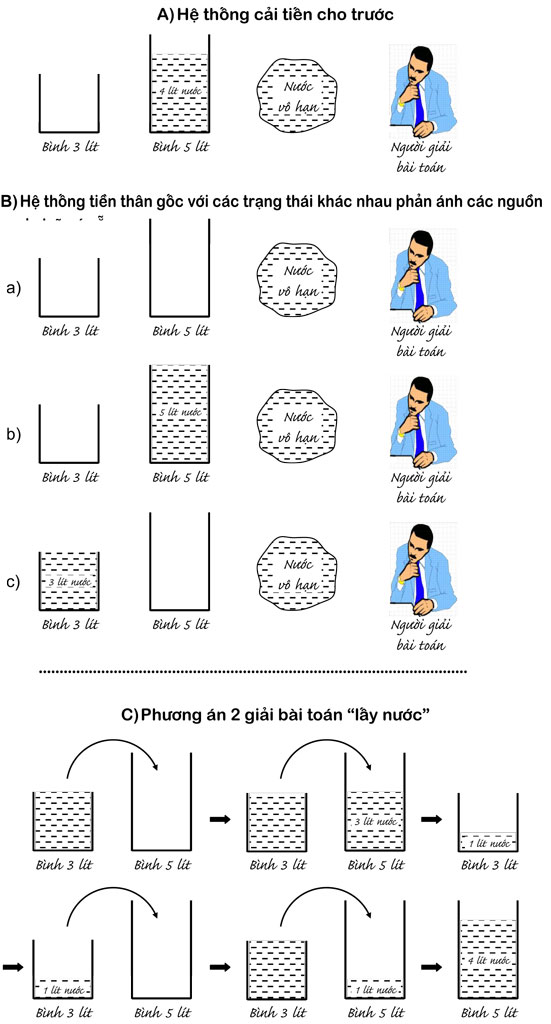 A) Hệ thống cải tiền cho trước
4 lít nước
Nước
vô hạn
Bình 3 lít
Bình 5 lít
Người giải
bài toán
B) Hệ thống tiền thân gốc với các trạng thái khác nhau phản ánh các nguồn
a)
Nước
vô hạn
Bình 3 lít
Bình 5 lít
Người giải
bài toán
b)
5 lít nước
Nước
vô hạn
Bình 3 lít
Bình 5 lít
Người giải
bài toán
c)
3 lít nước
Nước
vô hạn
Bình 3 lít
Bình 5 lít
Người giải
bài toán
C) Phương án 2 giải bài toán “lầy nước”
3 lít nước
1 lít nước
Bình 3 lít
Bình 5 lít
Bình 3 lít
Bình 5 lít
Bình 3 lít
1 lít nước
1 lít nước
4 lít nước
Bình 3 lít
Bình 5 lít
Bình 3 lít
Bình 5 lít
Bình 5 lít